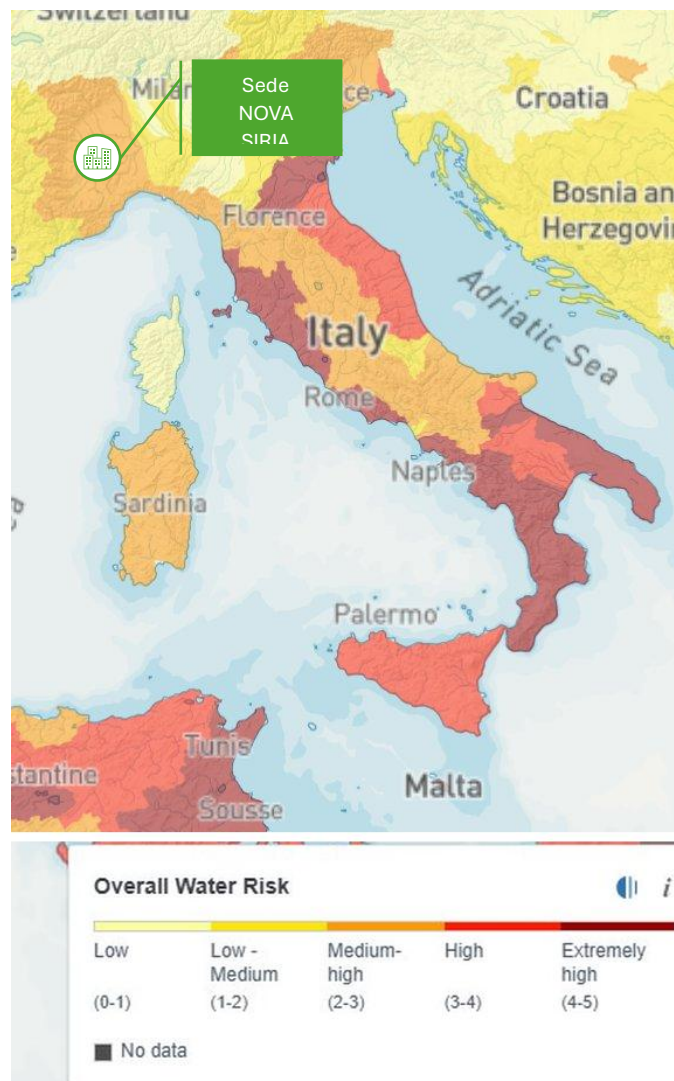 Switzerland
Milan
Sede
NOVA
SIRIA
ce
Croatia
Bosnia an
Herzegovi
Florence
Adriatic Sea
Italy
Rome
Naples
Sardinia
Palermo
Tunis
stantine
Malta
Sousse
Overall Water Risk
i
Low
Low -
Medium
Medium-
high
High
Extremely
high
(0-1)
(1-2)
(2-3)
(3-4)
(4-5)
No data